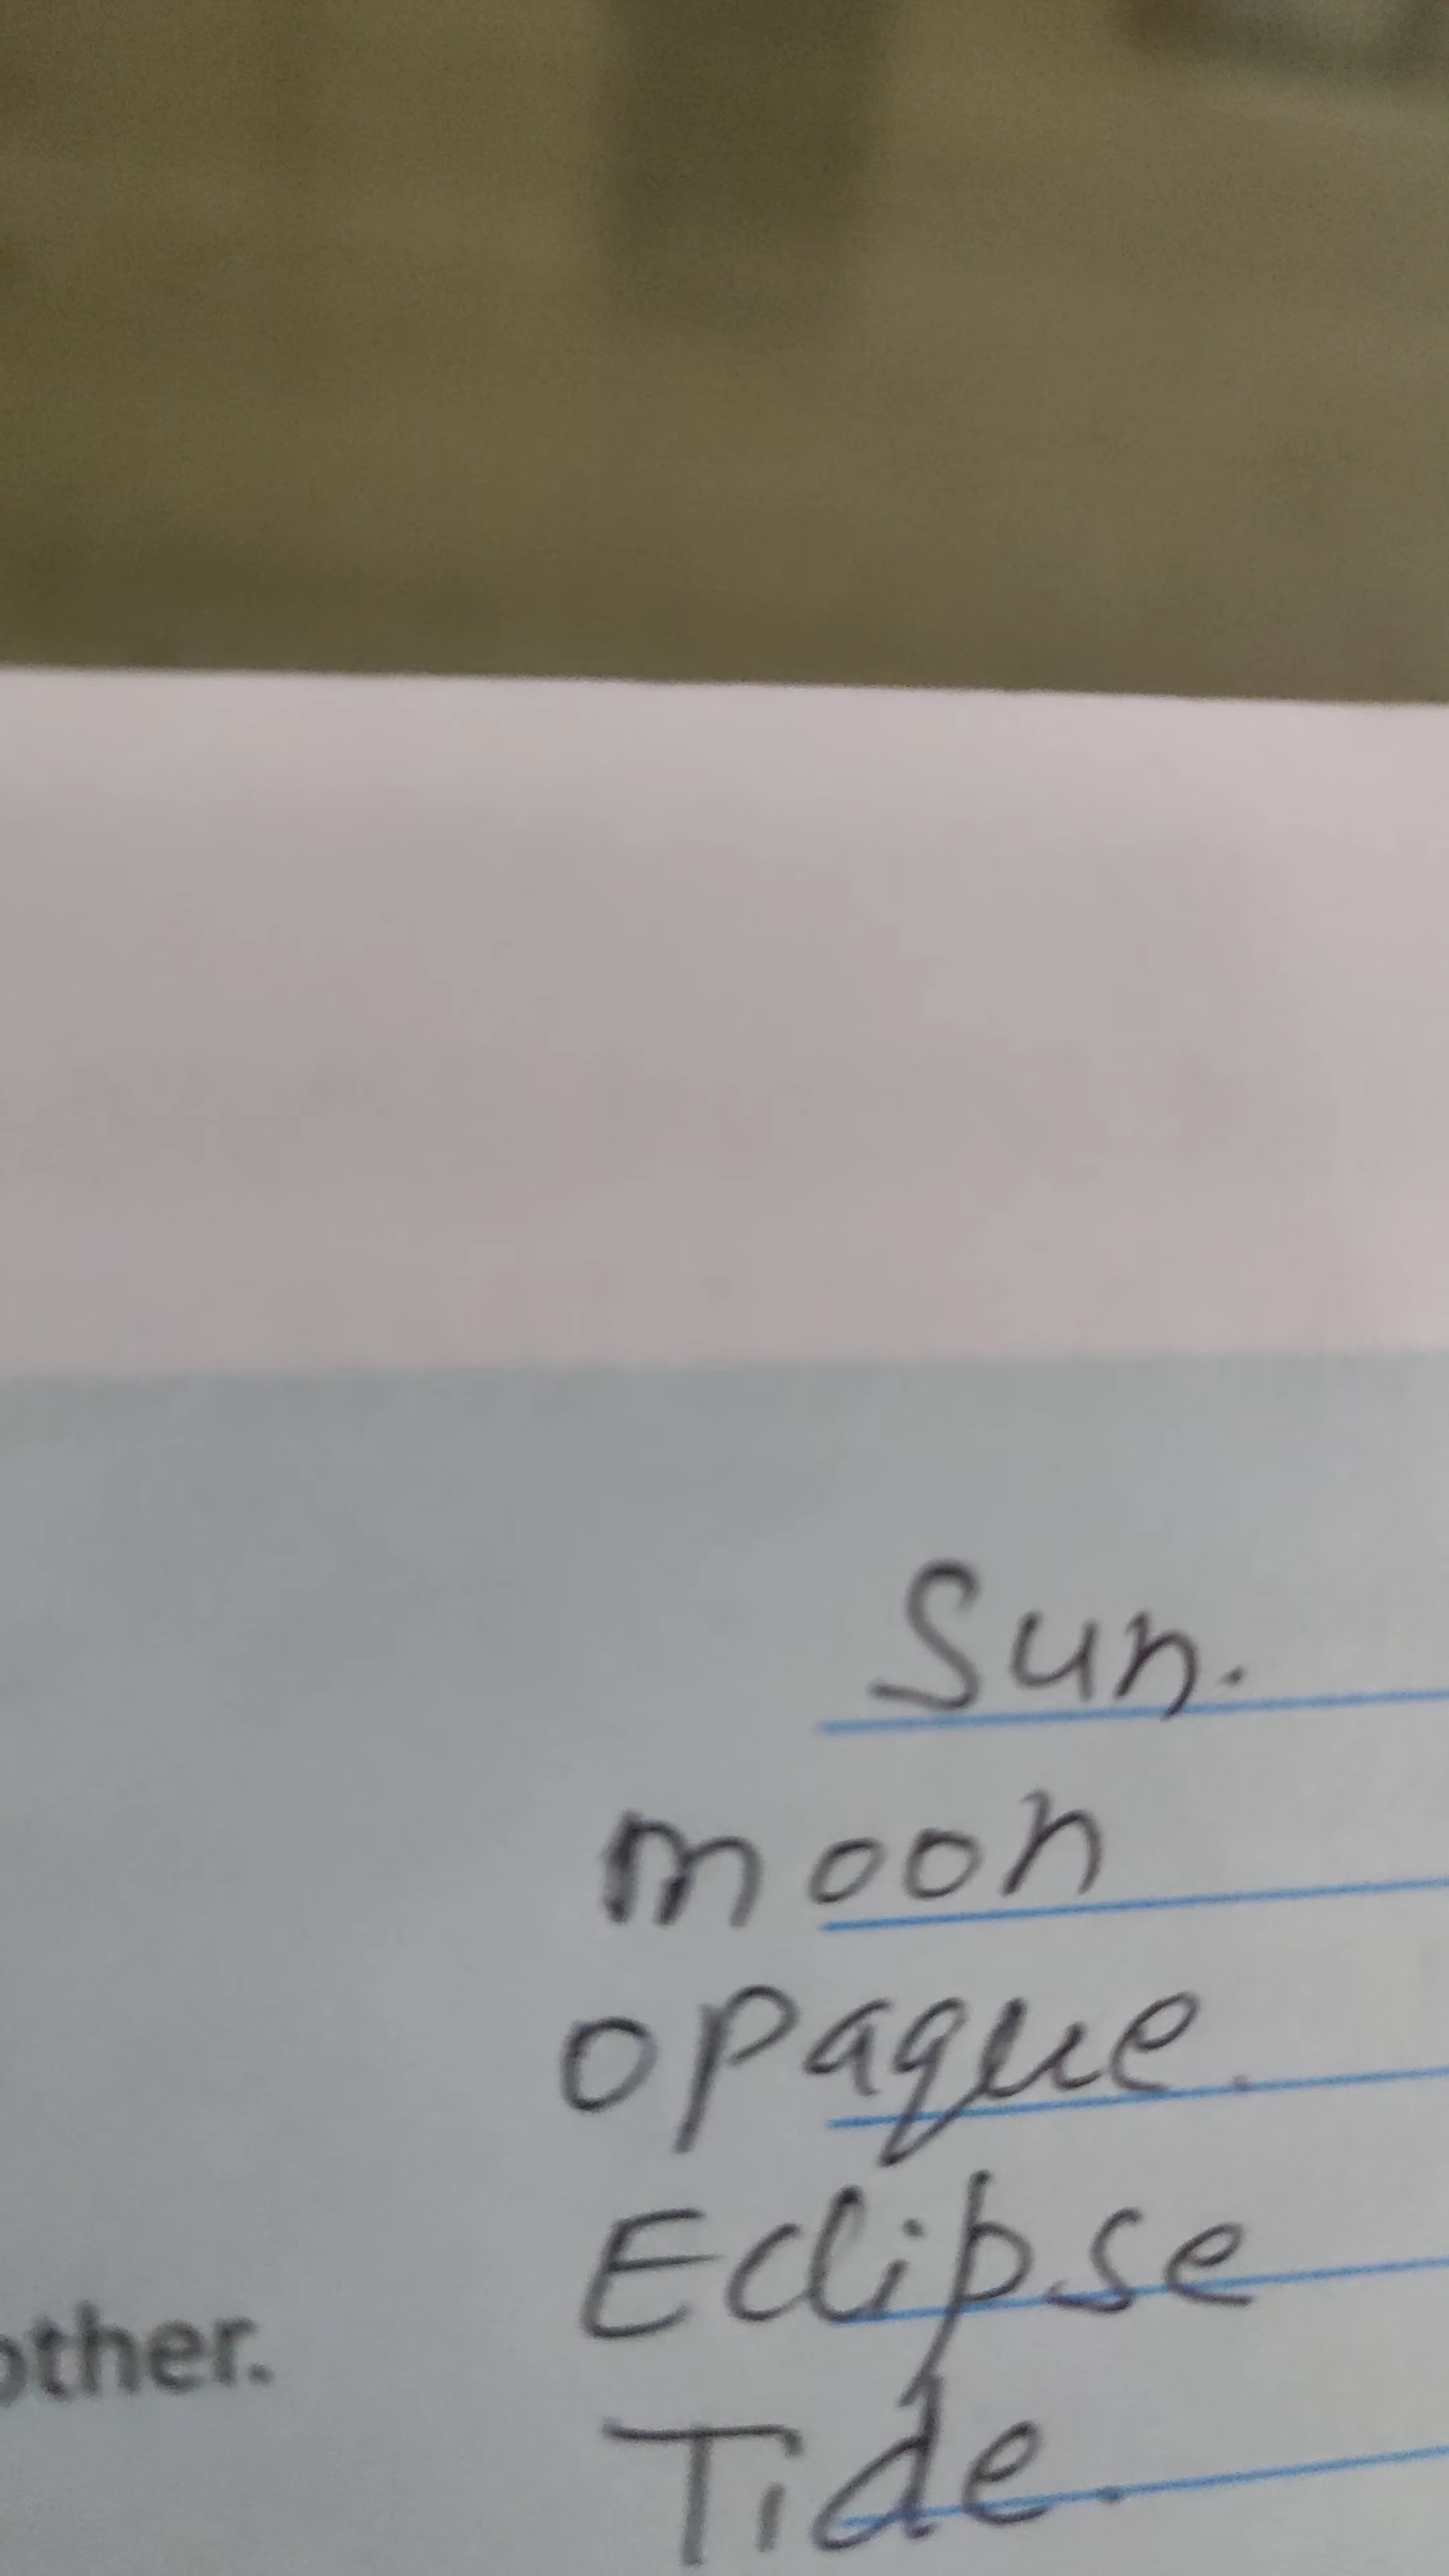 Sun.
moon
opaque.
Eclipse
other.
Tide.